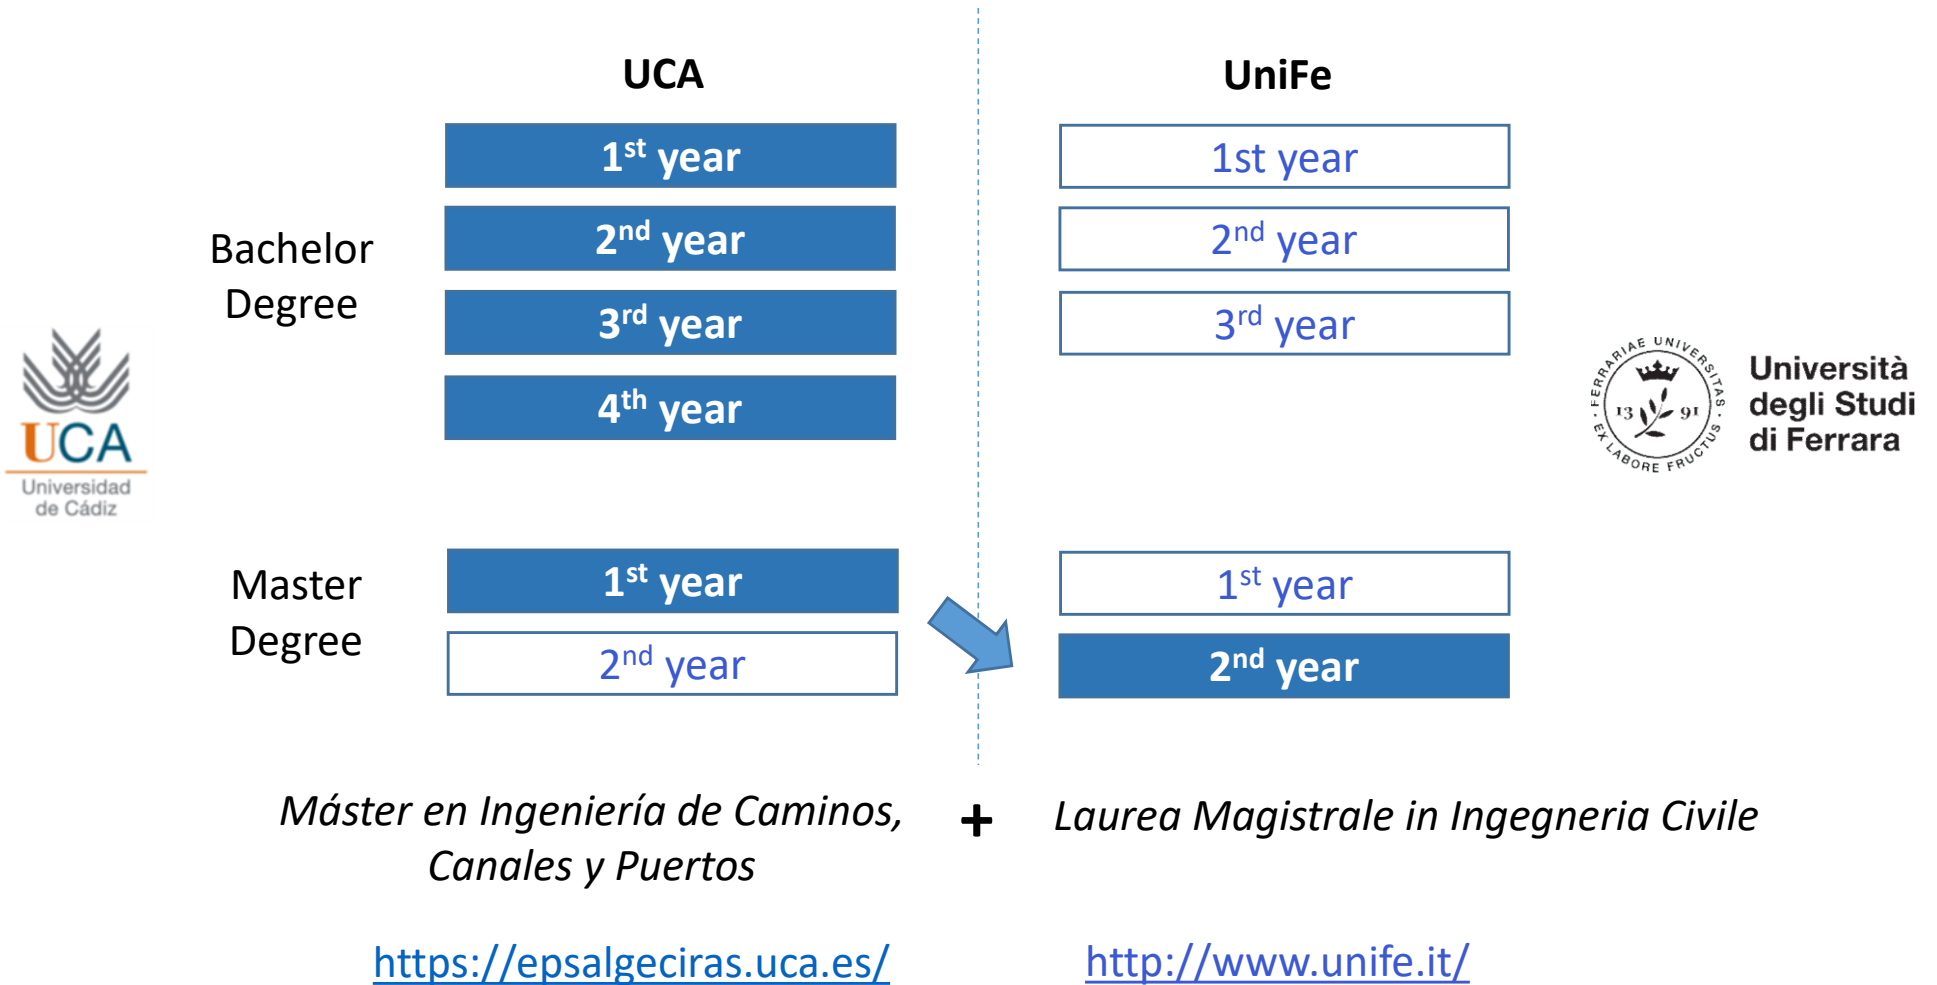 UCA
UniFe
1st year
1st year
2nd year
2nd year
Bachelor
Degree
3rd year
3rd year
4th year
UCA
Universidad
de Cádiz
FERRARIAE UNIVERSITAS
13 91
EX LABORE FRUCTUS
Università
degli Studi
di Ferrara
Master
Degree
1st year
1st year
2nd year
2nd year
Máster en Ingeniería de Caminos,
Canales y Puertos
+
Laurea Magistrale in Ingegneria Civile
https://epsalgeciras.uca.es/
http://www.unife.it/